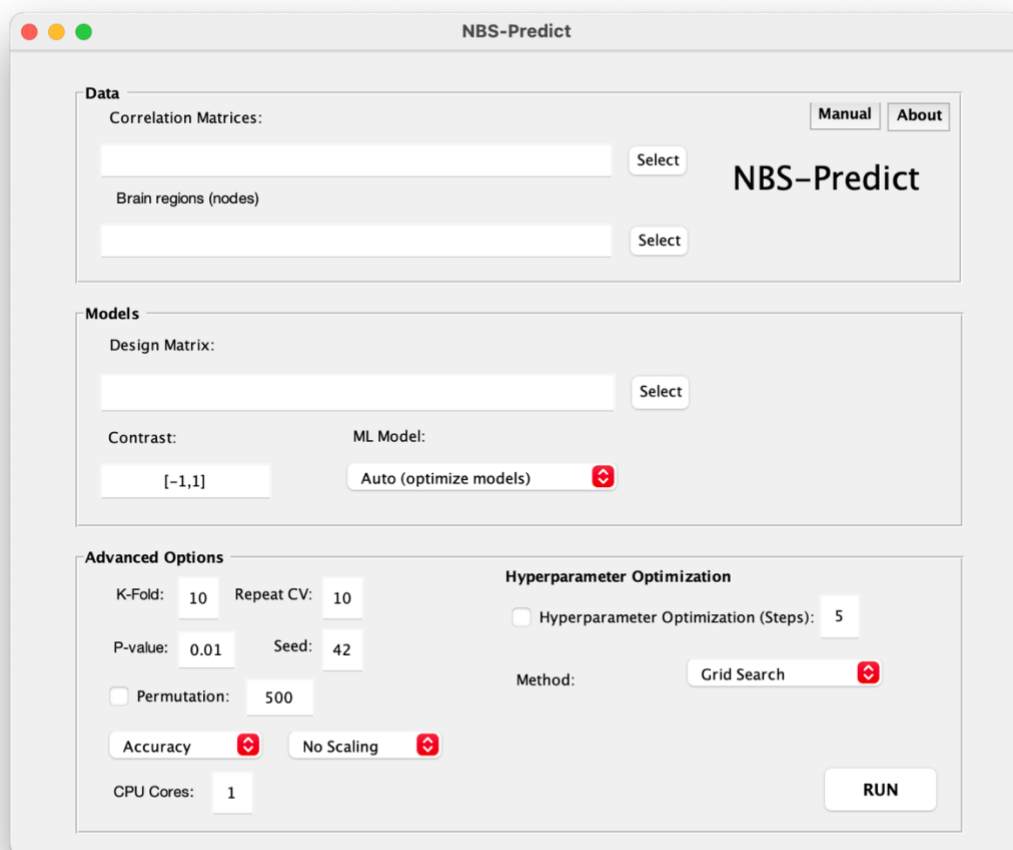 NBS-Predict
Data
Correlation Matrices:
Manual
About
Select
NBS-Predict
Brain regions (nodes)
Select
Models
Design Matrix:
Select
Contrast:
ML Model:
[-1,1]
Auto (optimize models)
Advanced Options
K-Fold:
10
Repeat CV:
10
P-value:
0.01
Seed:
42
Permutation:
500
Accuracy
No Scaling
CPU Cores:
1
Hyperparameter Optimization
Hyperparameter Optimization (Steps):
5
Method:
Grid Search
RUN